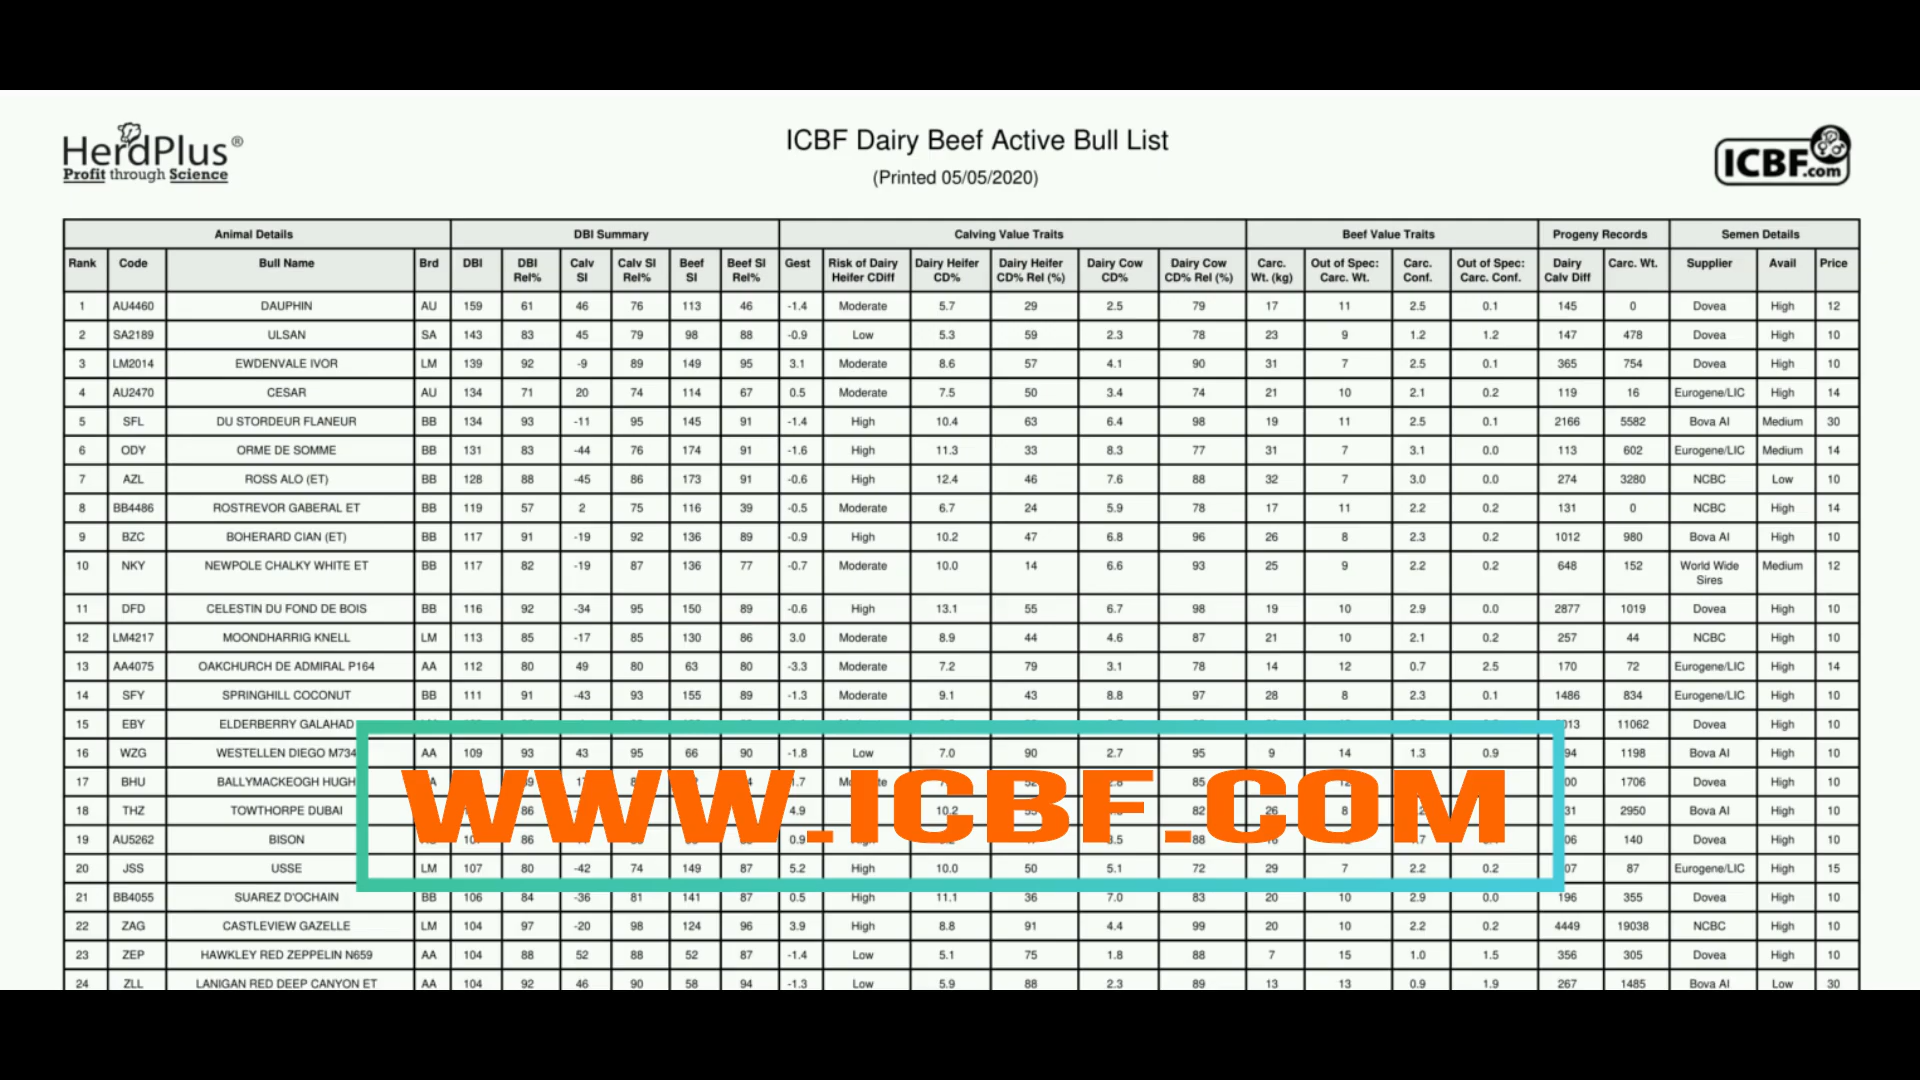 HerdPlus®
Profit through Science
ICBF Dairy Beef Active Bull List
(Printed 05/05/2020)
ICBF.com
Animal Details DBI Summary Calving Value Traits Beef Value Traits Progeny Records Semen Details
Rank Code Bull Name Brd DBI DBI Rel% Calv SI Calv SI Rel% Beef SI Beef SI Rel% Gest Risk of Dairy Heifer CDiff Dairy Heifer CD% Dairy Heifer CD% Rel (%) Dairy Cow CD% Dairy Cow CD% Rel (%) Carc. Wt. (kg) Out of Spec: Carc. Wt. Carc. Conf. Out of Spec: Carc. Conf. Dairy Calv Diff Carc. Wt. Supplier Avail Price
1 AU4460 DAUPHIN AU 159 61 46 76 113 46 -1.4 Moderate 5.7 29 2.5 79 17 11 2.5 0.1 145 0 Dovea High 12
2 SA2189 ULSAN SA 143 83 45 79 98 88 -0.9 Low 5.3 59 2.3 78 23 9 1.2 1.2 147 478 Dovea High 10
3 LM2014 EWDENVALE IVOR LM 139 92 -9 89 149 95 3.1 Moderate 8.6 57 4.1 90 31 7 2.5 0.1 365 754 Dovea High 10
4 AU2470 CESAR AU 134 71 20 74 114 67 0.5 Moderate 7.5 50 3.4 74 21 10 2.1 0.2 119 16 Eurogene/LIC High 14
5 SFL DU STORDEUR FLANEUR BB 134 93 -11 95 145 91 -1.4 High 10.4 63 6.4 98 19 11 2.5 0.1 2166 5582 Bova AI Medium 30
6 ODY ORME DE SOMME BB 131 83 -44 76 174 91 -1.6 High 11.3 33 8.3 77 31 7 3.1 0.0 113 602 Eurogene/LIC Medium 14
7 AZL ROSS ALO (ET) BB 128 88 -45 86 173 91 -0.6 High 12.4 46 7.6 88 32 7 3.0 0.0 274 3280 NCBC Low 10
8 BB4486 ROSTREVOR GABERAL ET BB 119 57 2 75 116 39 -0.5 Moderate 6.7 24 5.9 78 17 11 2.2 0.2 131 0 NCBC High 14
9 BZC BOHERARD CIAN (ET) BB 117 91 -19 92 136 89 -0.9 High 10.2 47 6.8 96 26 8 2.3 0.2 1012 980 Bova AI High 10
10 NKY NEWPOLE CHALKY WHITE ET BB 117 82 -19 87 136 77 -0.7 Moderate 10.0 14 6.6 93 25 9 2.2 0.2 648 152 World Wide Sires Medium 12
11 DFD CELESTIN DU FOND DE BOIS BB 116 92 -34 95 150 89 -0.6 High 13.1 55 6.7 98 19 10 2.9 0.0 2877 1019 Dovea High 10
12 LM4217 MOONDHARRIG KNELL LM 113 85 -17 85 130 86 3.0 Moderate 8.9 44 4.6 87 21 10 2.1 0.2 257 44 NCBC High 10
13 AA4075 OAKCHURCH DE ADMIRAL P164 AA 112 80 49 80 63 80 -3.3 Moderate 7.2 79 3.1 78 14 12 0.7 2.5 170 72 Eurogene/LIC High 14
14 SFY SPRINGHILL COCONUT BB 111 91 -43 93 155 89 -1.3 Moderate 9.1 43 8.8 97 28 8 2.3 0.1 1486 834 Eurogene/LIC High 10
15 EBY ELDERBERRY GALAHAD 11062 Dovea High 10
16 WZG WESTELLEN DIEGO M734 AA 109 93 43 95 66 90 -1.8 Low 7.0 90 2.7 95 9 14 1.3 0.9 1198 Bova AI High 10
17 BHU BALLYMACKEOGH HUGH 85 1706 Dovea High 10
WWW.ICBF.COM
18 THZ TOWTHORPE DUBAI 86 4.9 82 26 8 2950 Bova AI High 10
19 AU5262 BISON 86 0.9 88 140 Dovea High 10
20 JSS USSE LM 107 80 -42 74 149 87 5.2 High 10.0 50 5.1 72 29 7 2.2 0.2 87 Eurogene/LIC High 15
21 BB4055 SUAREZ D'OCHAIN BB 106 84 -36 81 141 87 0.5 High 11.1 36 7.0 83 20 10 2.9 0.0 196 355 Dovea High 10
22 ZAG CASTLEVIEW GAZELLE LM 104 97 -20 98 124 96 3.9 High 8.8 91 4.4 99 20 10 2.2 0.2 4449 19038 NCBC High 10
23 ZEP HAWKLEY RED ZEPPELIN N659 AA 104 88 52 88 52 87 -1.4 Low 5.1 75 1.8 88 7 15 1.0 1.5 356 305 Dovea High 10
24 ZLL LANIGAN RED DEEP CANYON ET AA 104 92 46 90 58 94 -1.3 Low 5.9 88 2.3 89 13 13 0.9 1.9 267 1485 Bova AI Low 30